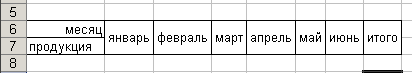 5
6 месяц январь февраль март апрель май июнь итого
7 продукция
8